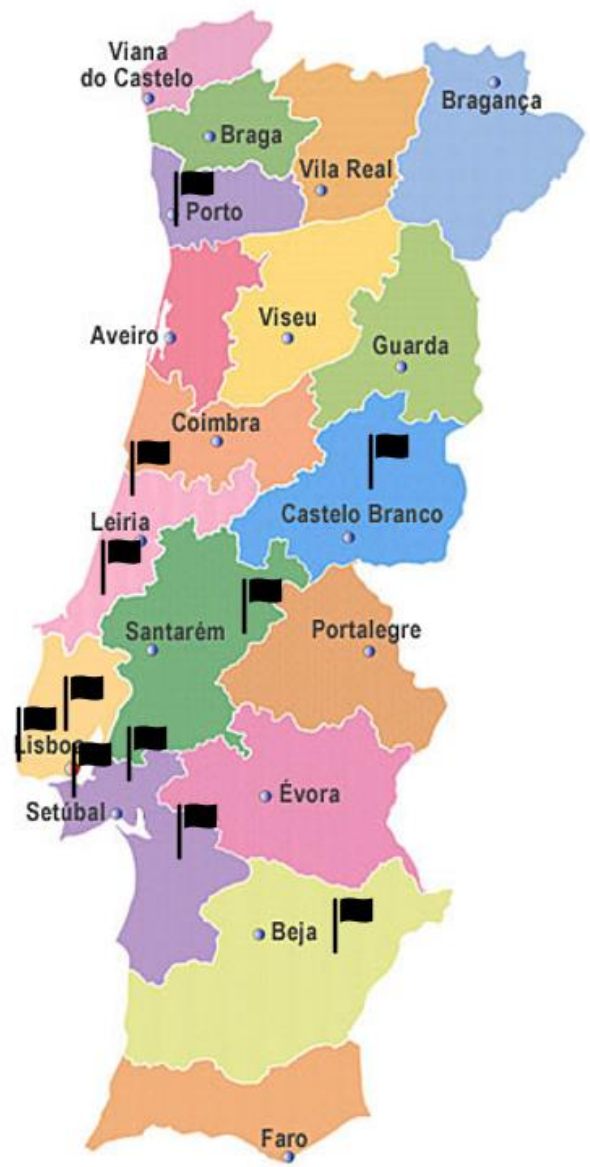 Viana
do Castelo
Bragança
Braga
Vila Real
Porto
Aveiro
Viseu
Guarda
Coimbra
Leiria
Castelo Branco
Santarém
Portalegre
Lisboa
Setúbal
Évora
Beja
Faro